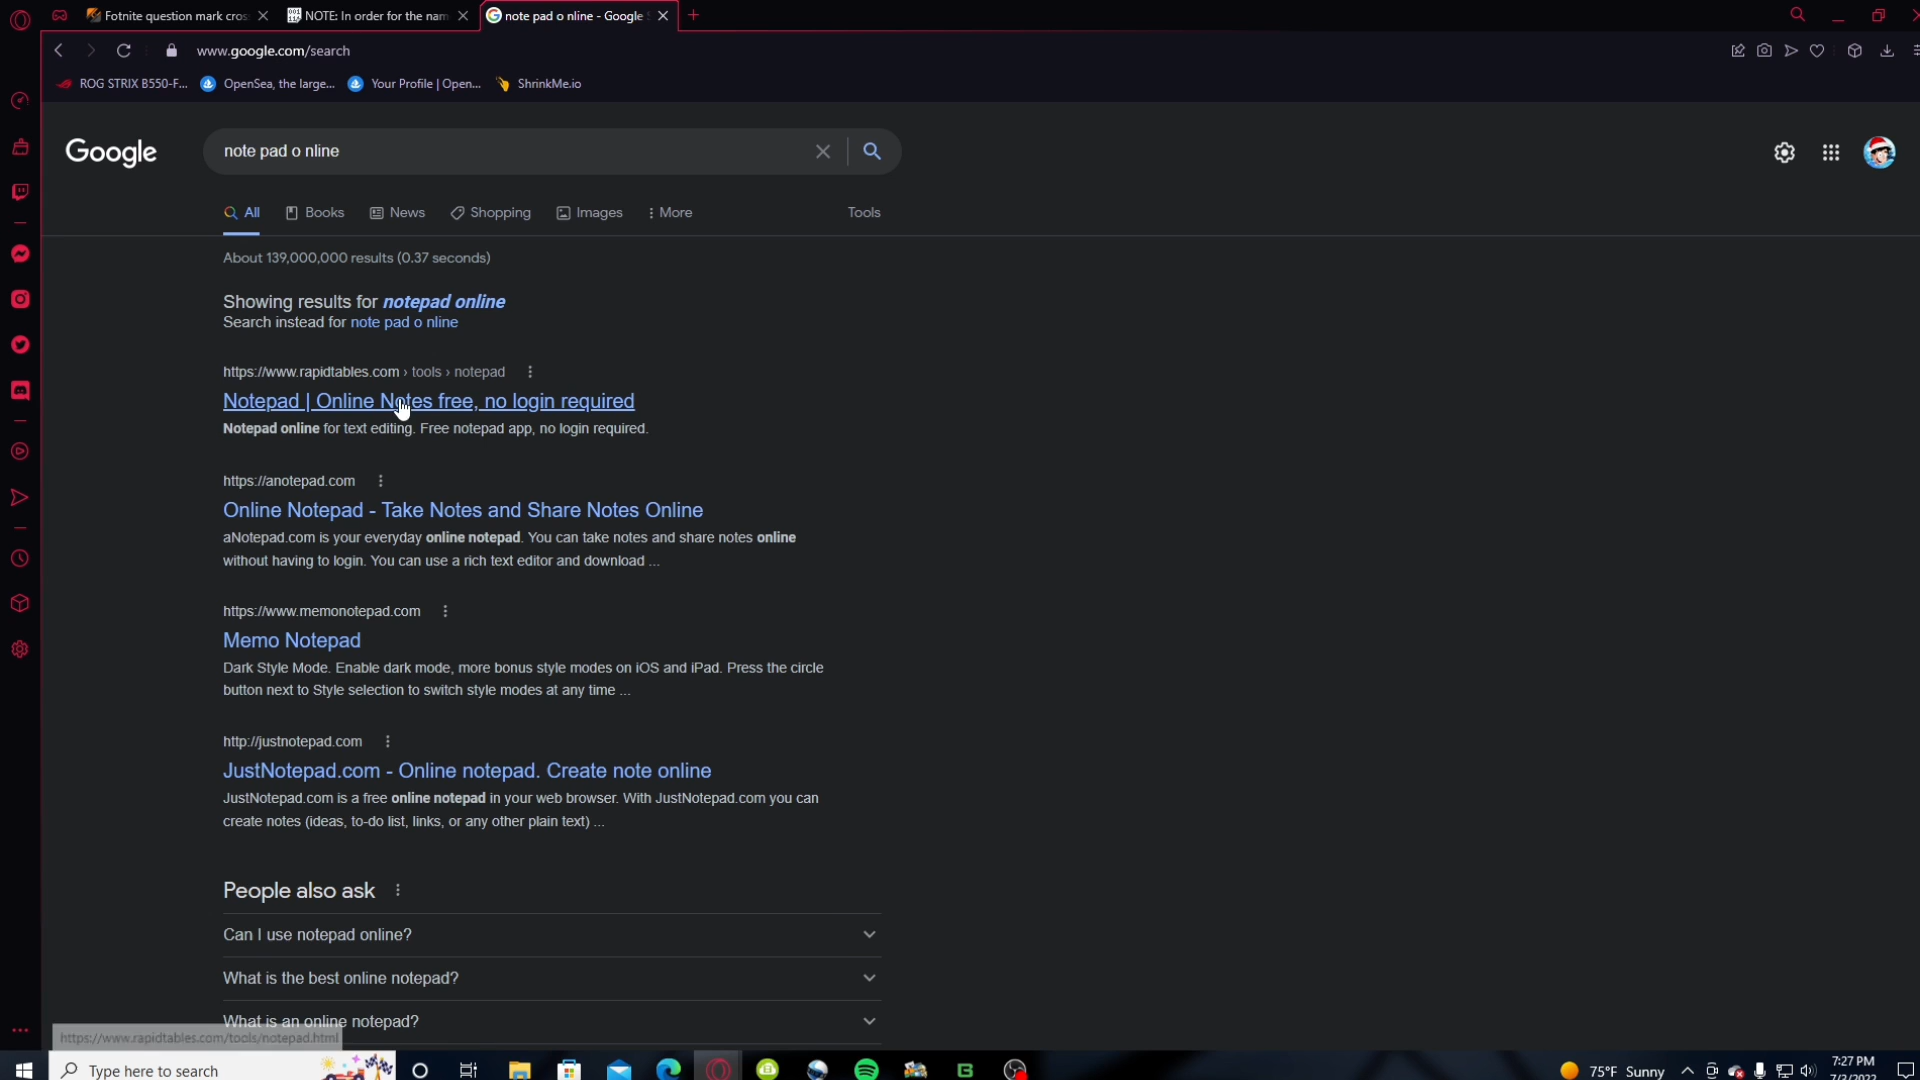 Fotnite question mark cros
NOTE: In order for the nam
note pad o nline - Google S
www.google.com/search
ROG STRIX B550-F...
OpenSea, the large...
Your Profile | Open...
ShrinkMe.io
Google
note pad o nline
All
Books
News
Shopping
Images
More
Tools
About 139,000,000 results (0.37 seconds)
Showing results for notepad online
Search instead for note pad o nline
https://www.rapidtables.com › tools › notepad
Notepad | Online Notes free, no login required
Notepad online for text editing. Free notepad app, no login required.
https://anotepad.com
Online Notepad - Take Notes and Share Notes Online
aNotepad.com is your everyday online notepad. You can take notes and share notes online
without having to login. You can use a rich text editor and download ...
https://www.memonotepad.com
Memo Notepad
Dark Style Mode. Enable dark mode, more bonus style modes on iOS and iPad. Press the circle
button next to Style selection to switch style modes at any time ...
http://justnotepad.com
JustNotepad.com - Online notepad. Create note online
JustNotepad.com is a free online notepad in your web browser. With JustNotepad.com you can
create notes (ideas, to-do list, links, or any other plain text) ...
People also ask
Can I use notepad online?
What is the best online notepad?
What is an online notepad?
https://www.rapidtables.com/tools/notepad.html
Type here to search
75°F Sunny
7:27 PM
7/2/2022